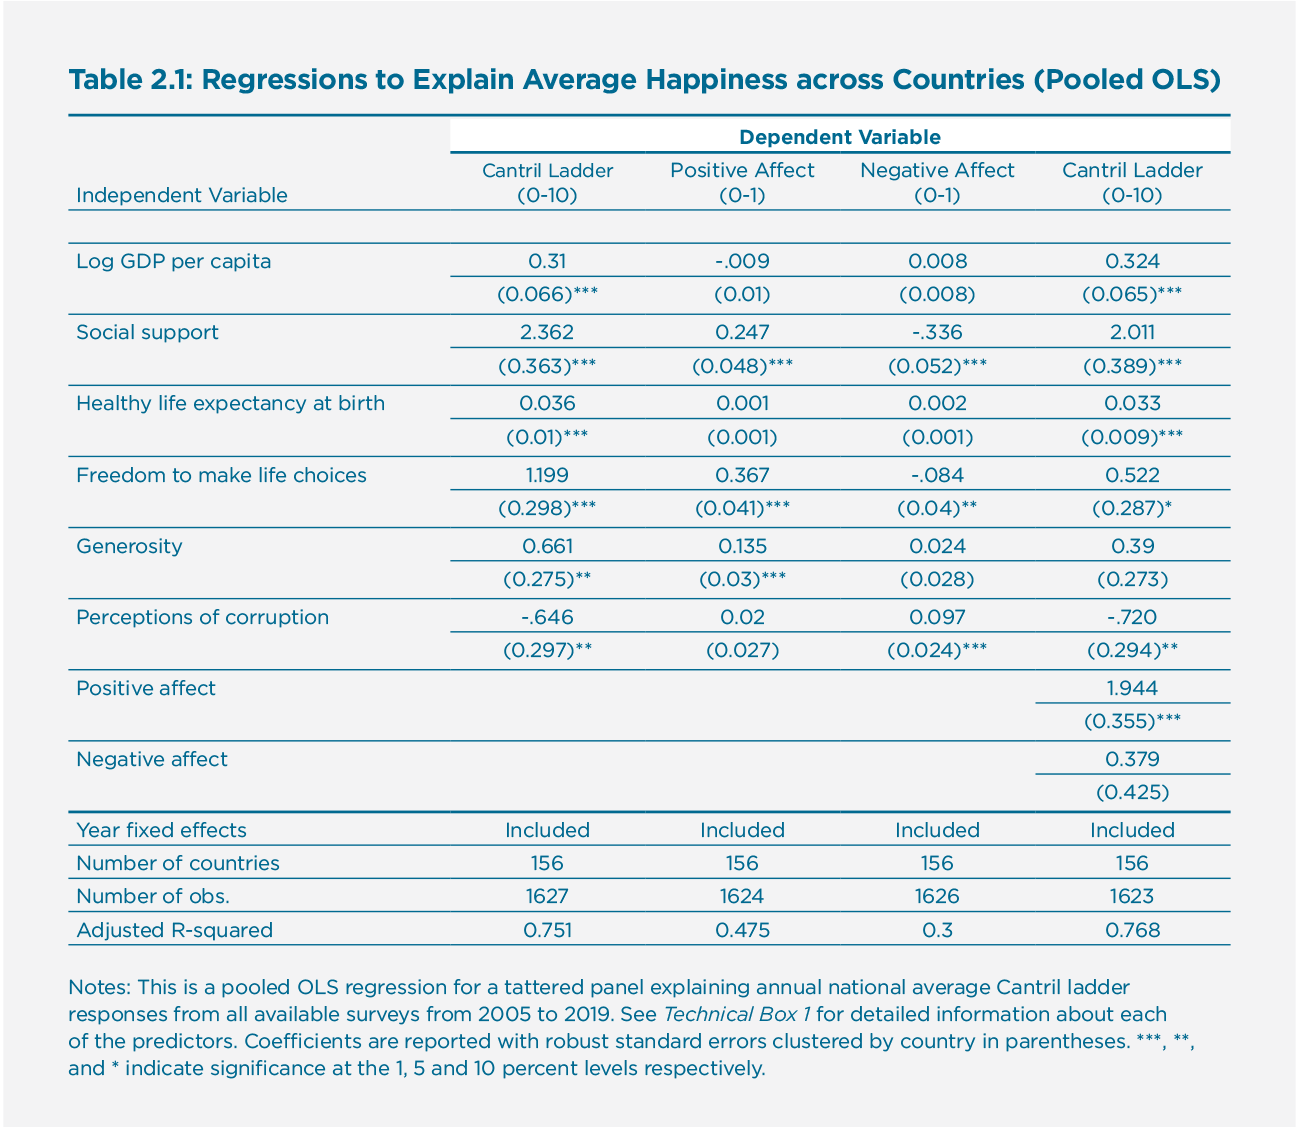 Table 2.1: Regressions to Explain Average Happiness across Countries (Pooled OLS)
Dependent Variable
Independent Variable Cantril Ladder (0-10) Positive Affect (0-1) Negative Affect (0-1) Cantril Ladder (0-10)
Log GDP per capita 0.31 -.009 0.008 0.324
(0.066)*** (0.01) (0.008) (0.065)***
Social support 2.362 0.247 -.336 2.011
(0.363)*** (0.048)*** (0.052)*** (0.389)***
Healthy life expectancy at birth 0.036 0.001 0.002 0.033
(0.01)*** (0.001) (0.001) (0.009)***
Freedom to make life choices 1.199 0.367 -.084 0.522
(0.298)*** (0.041)*** (0.04)** (0.287)*
Generosity 0.661 0.135 0.024 0.39
(0.275)** (0.03)*** (0.028) (0.273)
Perceptions of corruption -.646 0.02 0.097 -.720
(0.297)** (0.027) (0.024)*** (0.294)**
Positive affect 1.944
(0.355)***
Negative affect 0.379
(0.425)
Year fixed effects Included Included Included Included
Number of countries 156 156 156 156
Number of obs. 1627 1624 1626 1623
Adjusted R-squared 0.751 0.475 0.3 0.768
Notes: This is a pooled OLS regression for a tattered panel explaining annual national average Cantril ladder
responses from all available surveys from 2005 to 2019. See Technical Box 1 for detailed information about each
of the predictors. Coefficients are reported with robust standard errors clustered by country in parentheses. ***, **,
and * indicate significance at the 1, 5 and 10 percent levels respectively.